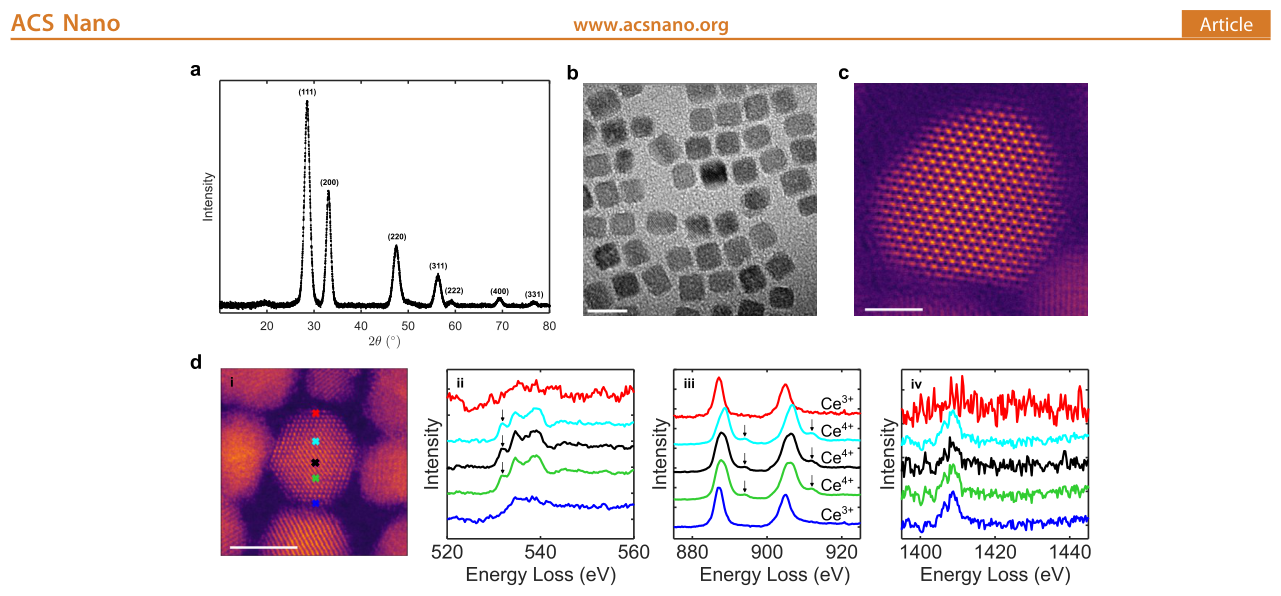 ACS Nano www.acsnano.org Article
a
b
c
(111)
(200)
(220)
(311)
(222)
(400)
(331)
Intensity
20 30 40 50 60 70 80
2θ (°)
d
i
ii
iii
iv
Ce3+
Ce4+
Ce4+
Ce4+
Ce3+
Intensity
Intensity
Intensity
520 540 560
880 900 920
1400 1420 1440
Energy Loss (eV)
Energy Loss (eV)
Energy Loss (eV)